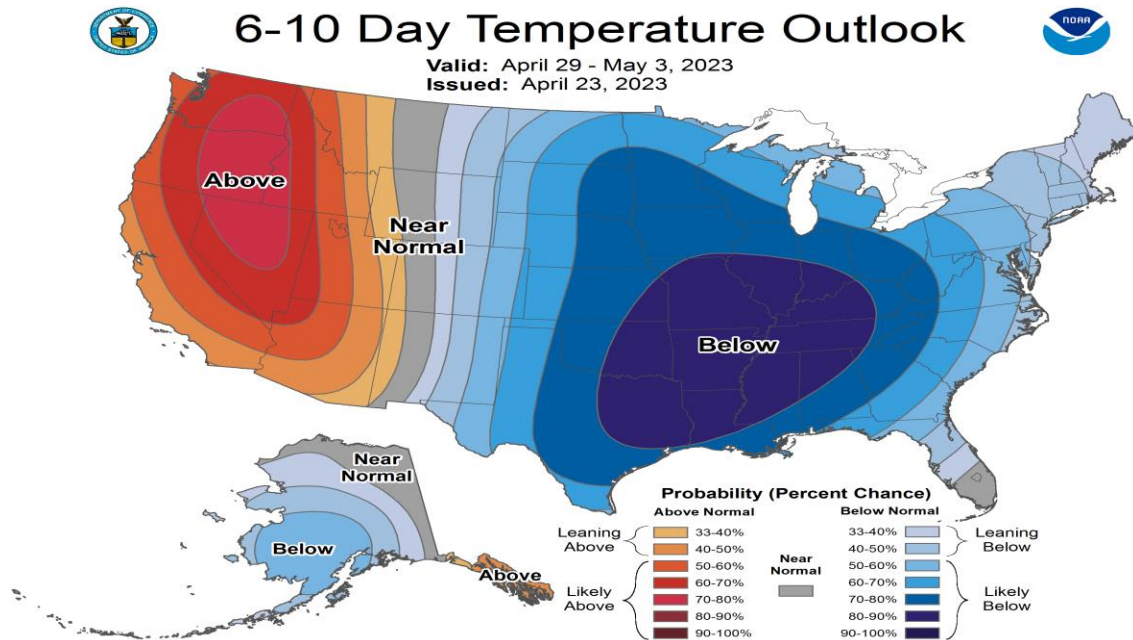 6-10 Day Temperature Outlook
NOAA
Valid: April 29 - May 3, 2023
Issued: April 23, 2023
Above
Near
Normal
Below
Near
Normal
Below
Above
Probability (Percent Chance)
Above Normal
Below Normal
Leaning
Above
33-40%
40-50%
Likely
Above
50-60%
60-70%
70-80%
80-90%
90-100%
Near
Normal
33-40%
40-50%
Leaning
Below
50-60%
60-70%
70-80%
80-90%
90-100%
Likely
Below